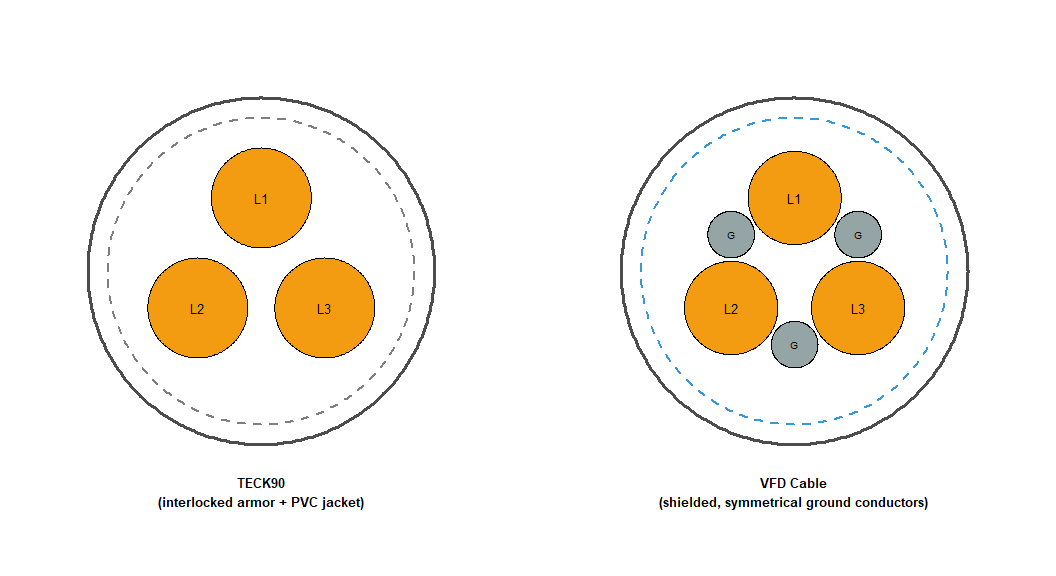 L1
L2
L3
TECK90
(interlocked armor + PVC jacket)
L1
G
G
L2
L3
G
VFD Cable
(shielded, symmetrical ground conductors)